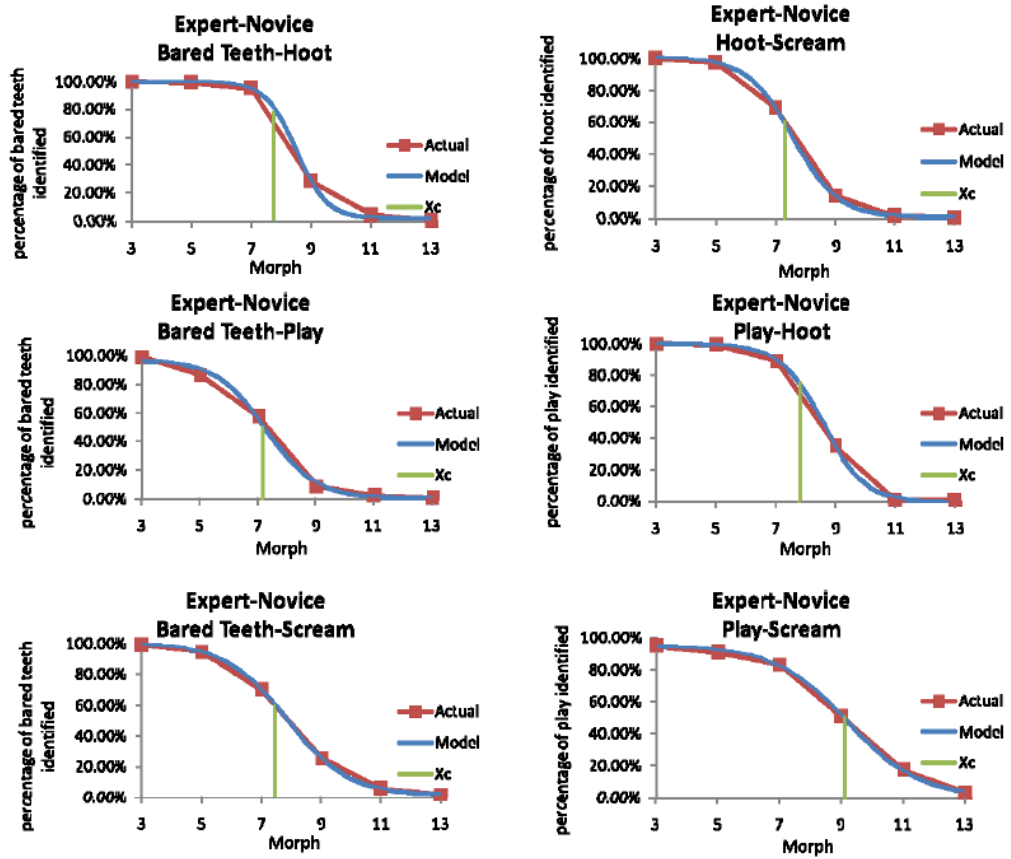 Expert-Novice
Bared Teeth-Hoot
percentage of bared teeth
identified
100.00%
80.00%
60.00%
40.00%
20.00%
0.00%
3 5 7 9 11 13
Morph
Actual
Model
Xc
Expert-Novice
Hoot-Scream
percentage of hoot identified
100.00%
80.00%
60.00%
40.00%
20.00%
0.00%
3 5 7 9 11 13
Morph
Actual
Model
Xc
Expert-Novice
Bared Teeth-Play
percentage of bared teeth
identified
100.00%
80.00%
60.00%
40.00%
20.00%
0.00%
3 5 7 9 11 13
Morph
Actual
Model
Xc
Expert-Novice
Play-Hoot
percentage of play identified
100.00%
80.00%
60.00%
40.00%
20.00%
0.00%
3 5 7 9 11 13
Morph
Actual
Model
Xc
Expert-Novice
Bared Teeth-Scream
percentage of bared teeth
identified
100.00%
80.00%
60.00%
40.00%
20.00%
0.00%
3 5 7 9 11 13
Morph
Actual
Model
Xc
Expert-Novice
Play-Scream
percentage of play identified
100.00%
80.00%
60.00%
40.00%
20.00%
0.00%
3 5 7 9 11 13
Morph
Actual
Model
Xc